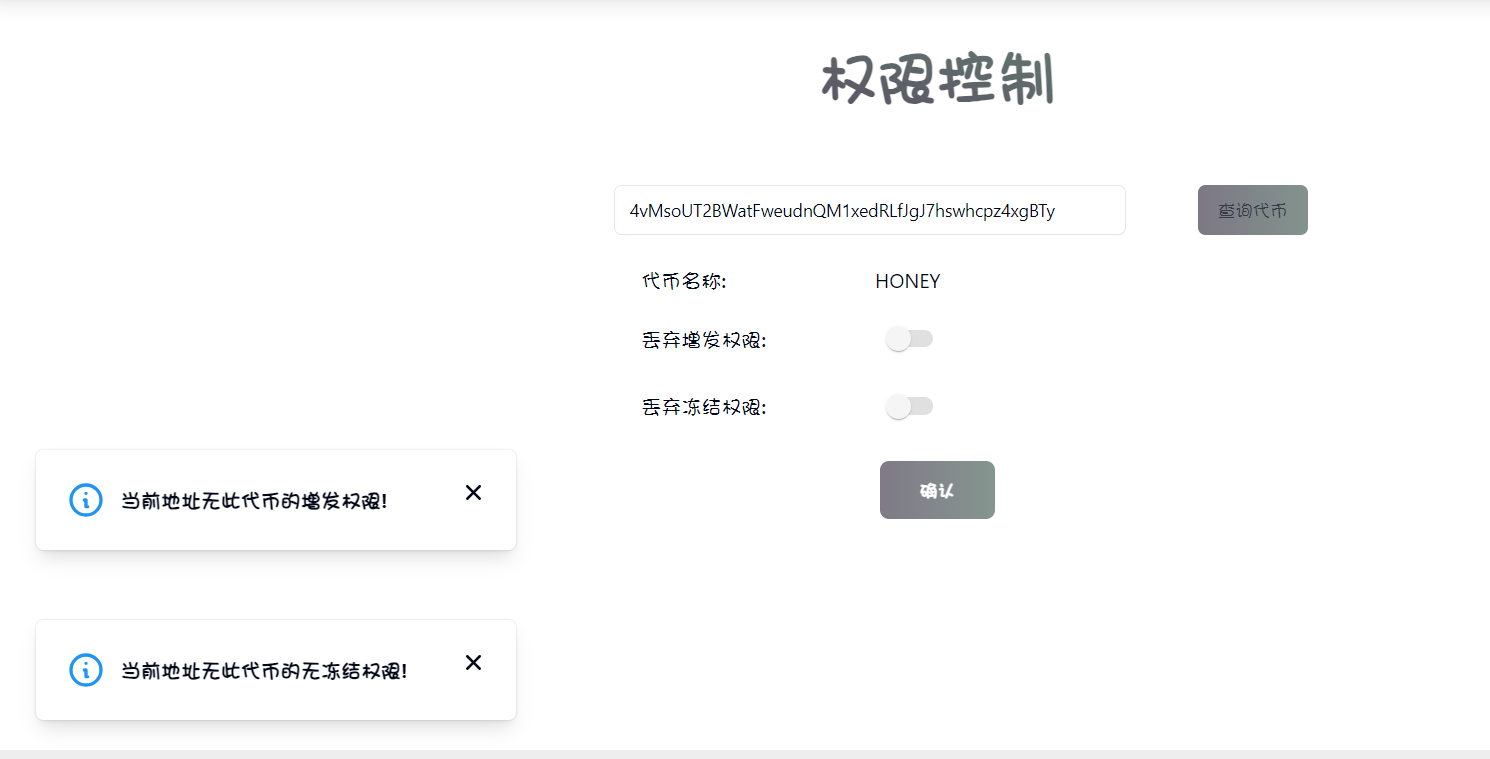 权限控制
4vMsoUT2BWatFweudnQM1xedRLfJgJ7hswhcpz4xgBTy
查询代币
代币名称: HONEY
丢弃增发权限:
丢弃冻结权限:
确认
当前地址无此代币的增发权限!
当前地址无此代币的无冻结权限!